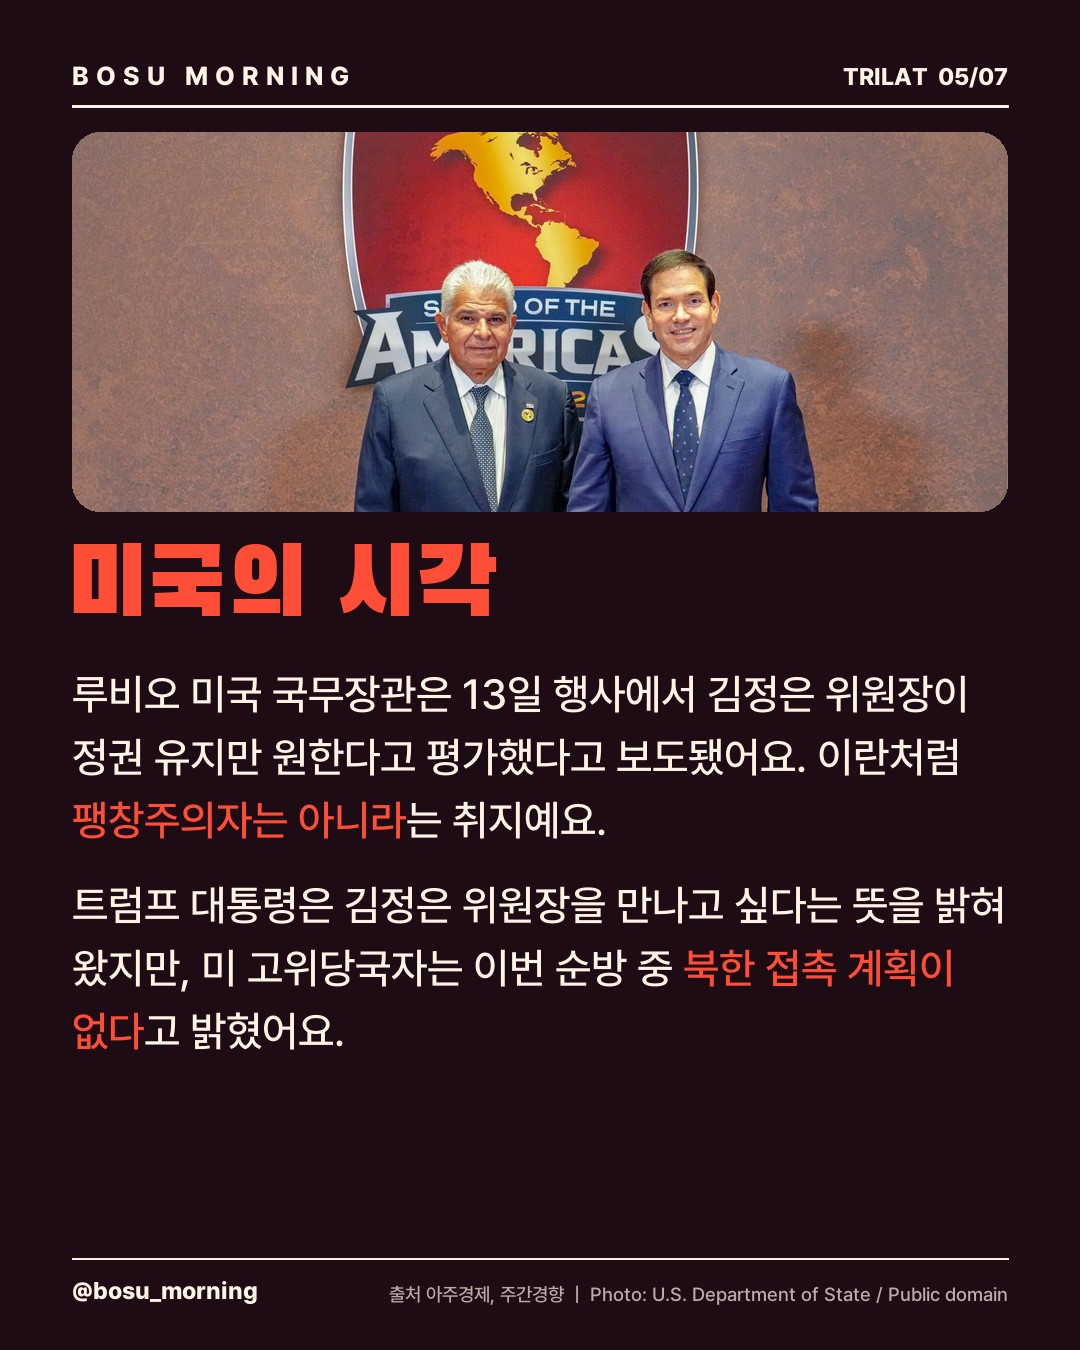 BOSU MORNING
TRILAT 05/07
OF THE
미국의 시각
루비오 미국 국무장관은 13일 행사에서 김정은 위원장이
정권 유지만 원한다고 평가했다고 보도됐어요. 이란처럼
팽창주의자는 아니라는 취지예요.
트럼프 대통령은 김정은 위원장을 만나고 싶다는 뜻을 밝혀
왔지만, 미 고위당국자는 이번 순방 중 북한 접촉 계획이
없다고 밝혔어요.
@bosu_morning
출처 아주경제, 주간경향 | Photo: U.S. Department of State / Public domain